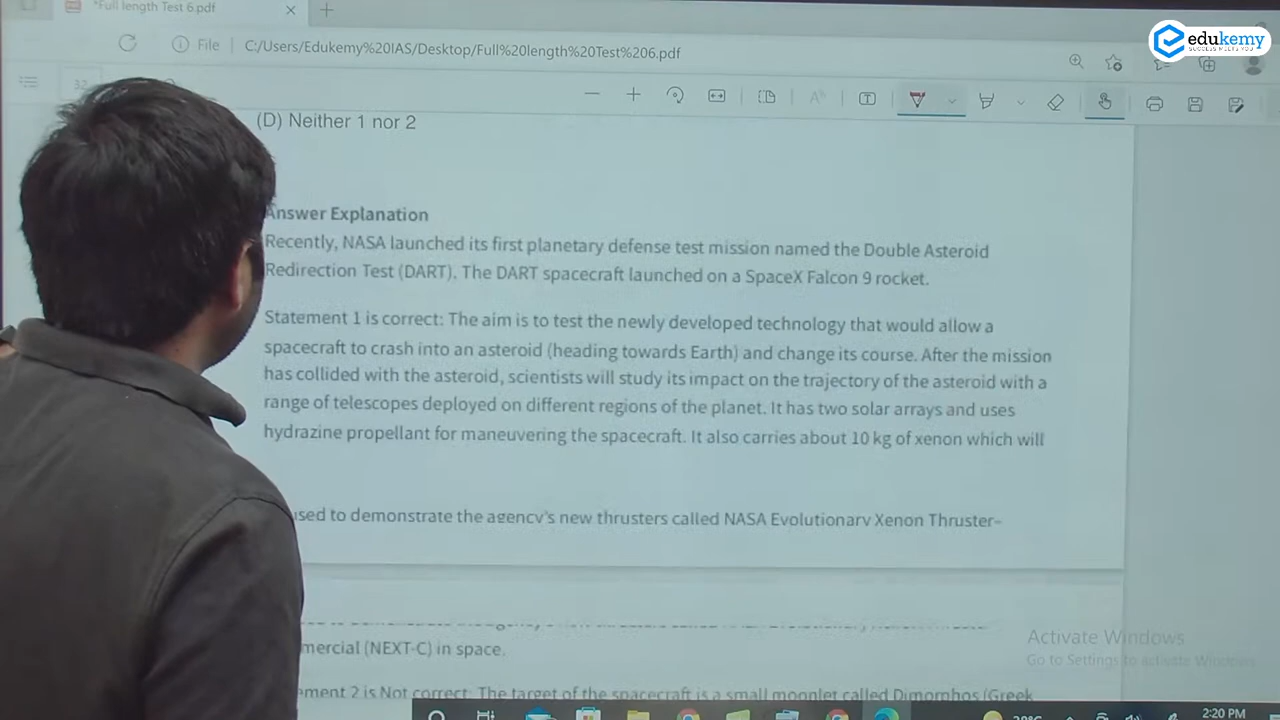 *Full length Test 6.pdf
edukemy
SUCCESS MEETS YOU
File
C:/Users/Edukemy%20IAS/Desktop/Full%20length%20Test%206.pdf
(D) Neither 1 nor 2
Answer Explanation
Recently, NASA launched its first planetary defense test mission named the Double Asteroid
Redirection Test (DART). The DART spacecraft launched on a SpaceX Falcon 9 rocket.
Statement 1 is correct: The aim is to test the newly developed technology that would allow a
spacecraft to crash into an asteroid (heading towards Earth) and change its course. After the mission
has collided with the asteroid, scientists will study its impact on the trajectory of the asteroid with a
range of telescopes deployed on different regions of the planet. It has two solar arrays and uses
hydrazine propellant for maneuvering the spacecraft. It also carries about 10 kg of xenon which will
used to demonstrate the agency's new thrusters called NASA Evolutionary Xenon Thruster–
mercial (NEXT-C) in space.
Activate Windows
Go to Settings to activate Windows.
ment 2 is Not correct: The target of the spacecraft is a small moonlet called Dimorphos (Greek
2:20 PM